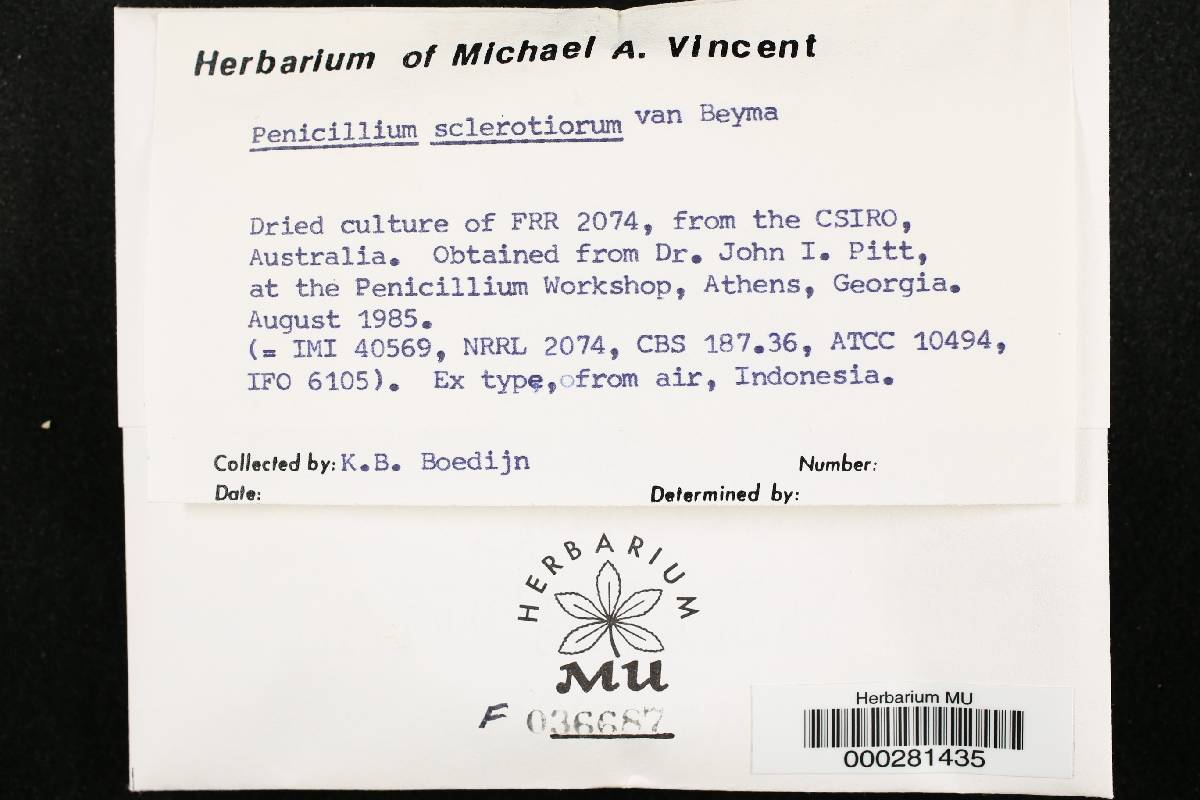 Herbarium of Michael A. Vincent
Penicillium sclerotiorum van Beyma
Dried culture of FRR 2074, from the CSIRO,
Australia. Obtained from Dr. John I. Pitt,
at the Penicillium Workshop, Athens, Georgia.
August 1985.
(= IMI 40569, NRRL 2074, CBS 187.36, ATCC 10494,
IFO 6105). Ex type, from air, Indonesia.
Collected by: K.B. Boedijn Number:
Date: Determined by:
HERBARIUM
MU
F 036687
Herbarium MU
000281435